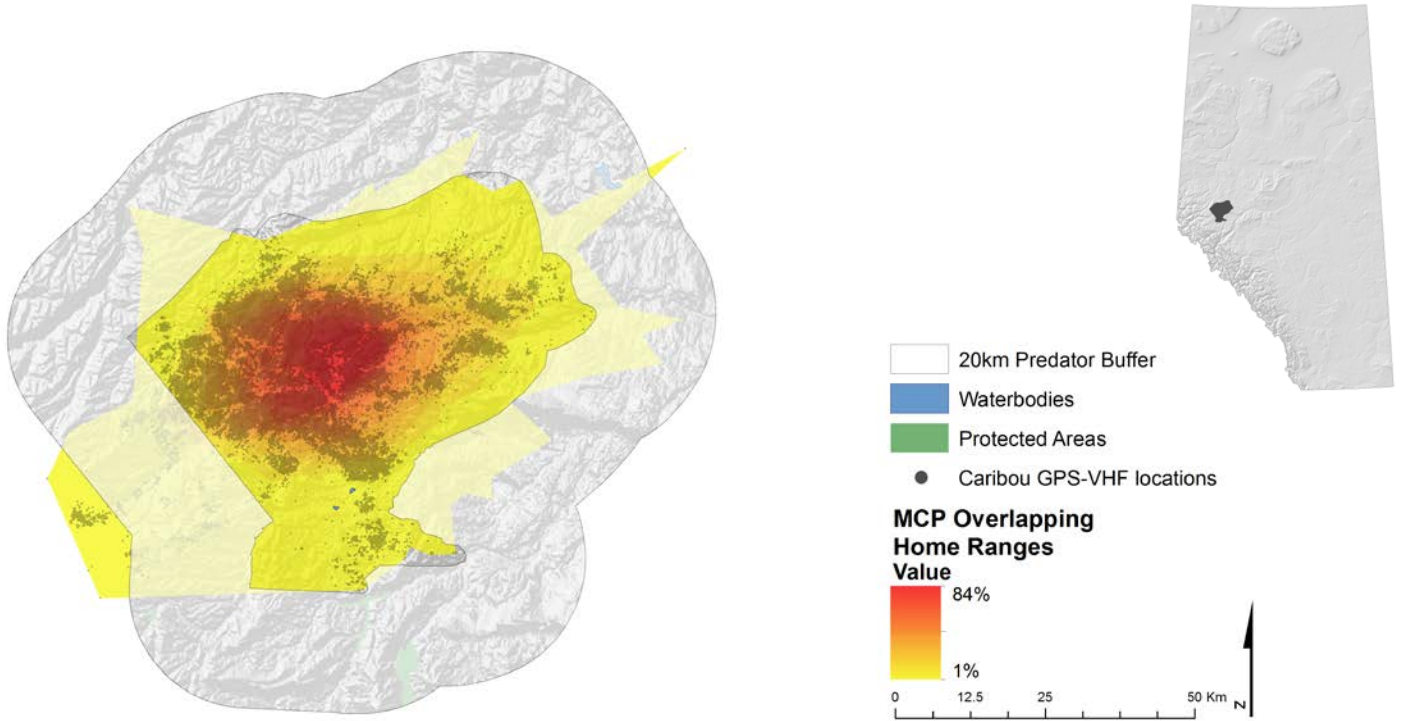 20km Predator Buffer
Waterbodies
Protected Areas
Caribou GPS-VHF locations
MCP Overlapping
Home Ranges
Value
84%
1%
0 12.5 25 50 Km
N